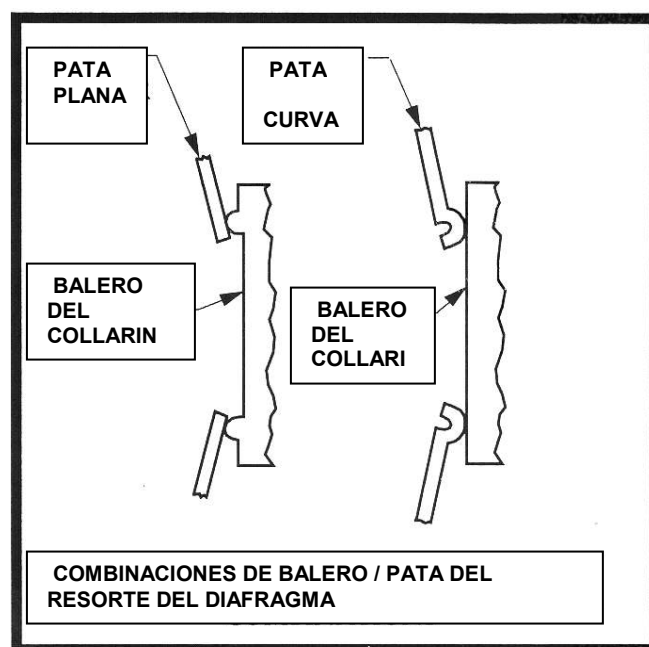 PATA
PLANA
PATA
CURVA
BALERO
DEL
COLLARIN
BALERO
DEL
COLLARI
COMBINACIONES DE BALERO / PATA DEL
RESORTE DEL DIAFRAGMA